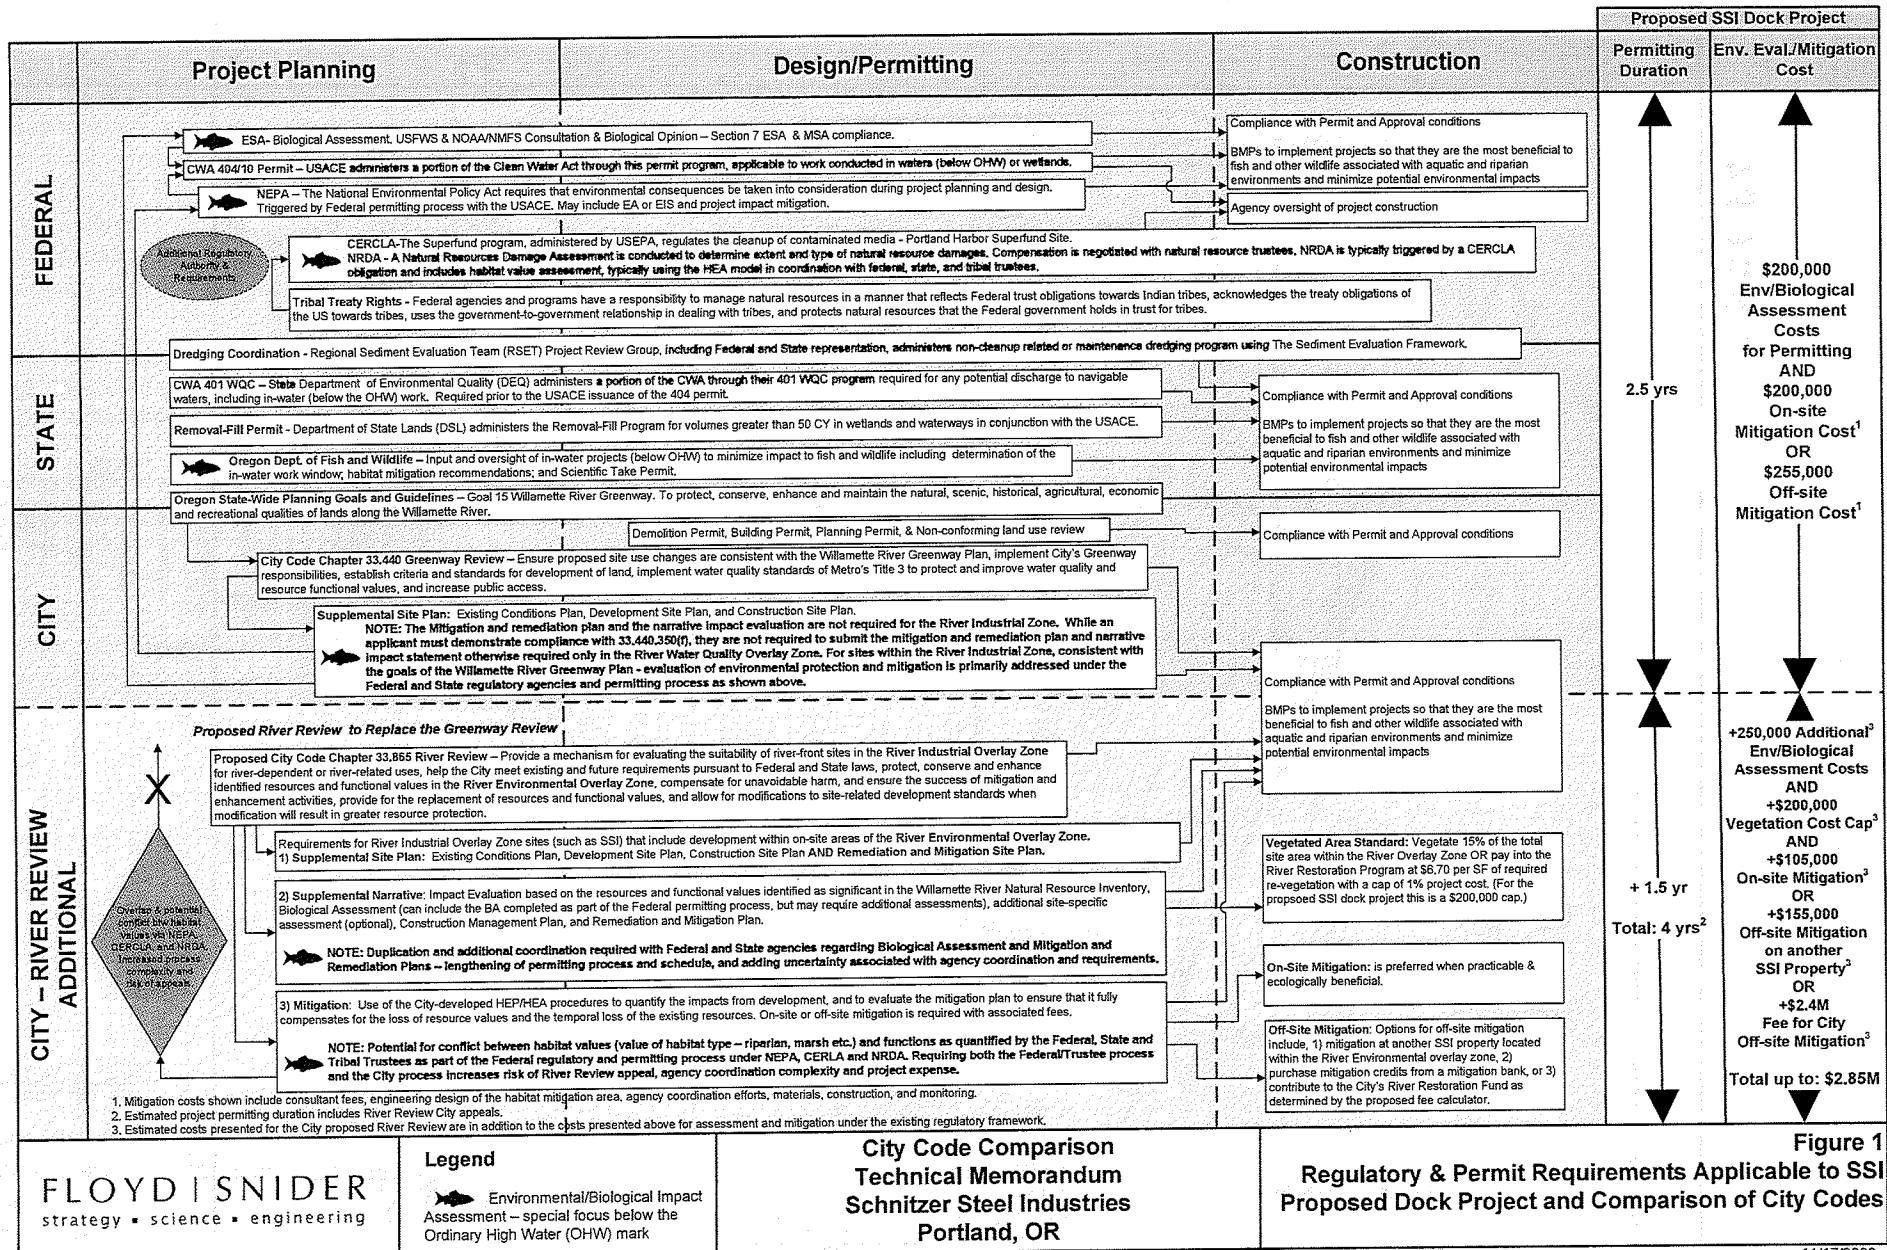 Proposed SSI Dock Project
Project Planning
Design/Permitting
Construction
Permitting
Duration
Env. Eval./Mitigation
Cost
FEDERAL
ESA- Biological Assessment, USFWS & NOAA/NMFS Consultation & Biological Opinion – Section 7 ESA & MSA compliance.
CWA 404/10 Permit – USACE administers a portion of the Clean Water Act through this permit program, applicable to work conducted in waters (below OHW) or wetlands.
NEPA – The National Environmental Policy Act requires that environmental consequences be taken into consideration during project planning and design.
Triggered by Federal permitting process with the USACE. May include EA or EIS and project impact mitigation.
Compliance with Permit and Approval conditions
BMPs to implement projects so that they are the most beneficial to
fish and other wildlife associated with aquatic and riparian
environments and minimize potential environmental impacts
Agency oversight of project construction
Additional Regulatory
Authority &
Requirements
CERCLA-The Superfund program, administered by USEPA, regulates the cleanup of contaminated media - Portland Harbor Superfund Site.
NRDA - A Natural Resources Damage Assessment is conducted to determine extent and type of natural resource damages. Compensation is negotiated with natural resource trustees. NRDA is typically triggered by a CERCLA
obligation and includes habitat value assessment, typically using the HEA model in coordination with federal, state, and tribal trustees.
Tribal Treaty Rights - Federal agencies and programs have a responsibility to manage natural resources in a manner that reflects Federal trust obligations towards Indian tribes, acknowledges the treaty obligations of
the US towards tribes, uses the government-to-government relationship in dealing with tribes, and protects natural resources that the Federal government holds in trust for tribes.
Dredging Coordination - Regional Sediment Evaluation Team (RSET) Project Review Group, including Federal and State representation, administers non-cleanup related or maintenance dredging program using The Sediment Evaluation Framework.
STATE
CWA 401 WQC – State Department of Environmental Quality (DEQ) administers a portion of the CWA through their 401 WQC program required for any potential discharge to navigable
waters, including in-water (below the OHW) work. Required prior to the USACE issuance of the 404 permit.
Removal-Fill Permit - Department of State Lands (DSL) administers the Removal-Fill Program for volumes greater than 50 CY in wetlands and waterways in conjunction with the USACE.
Oregon Dept. of Fish and Wildlife – Input and oversight of in-water projects (below OHW) to minimize impact to fish and wildlife including determination of the
in-water work window; habitat mitigation recommendations; and Scientific Take Permit.
Oregon State-Wide Planning Goals and Guidelines – Goal 15 Willamette River Greenway. To protect, conserve, enhance and maintain the natural, scenic, historical, agricultural, economic
and recreational qualities of lands along the Willamette River.
Compliance with Permit and Approval conditions
BMPs to implement projects so that they are the most
beneficial to fish and other wildlife associated with
aquatic and riparian environments and minimize
potential environmental impacts
CITY
Demolition Permit, Building Permit, Planning Permit, & Non-conforming land use review
Compliance with Permit and Approval conditions
City Code Chapter 33.440 Greenway Review – Ensure proposed site use changes are consistent with the Willamette River Greenway Plan, implement City's Greenway
responsibilities, establish criteria and standards for development of land, implement water quality standards of Metro's Title 3 to protect and improve water quality and
resource functional values, and increase public access.
Supplemental Site Plan: Existing Conditions Plan, Development Site Plan, and Construction Site Plan.
NOTE: The Mitigation and remediation plan and the narrative impact evaluation are not required for the River Industrial Zone. While an
applicant must demonstrate compliance with 33.440.350(f), they are not required to submit the mitigation and remediation plan and narrative
impact statement otherwise required only in the River Water Quality Overlay Zone. For sites within the River Industrial Zone, consistent with
the goals of the Willamette River Greenway Plan - evaluation of environmental protection and mitigation is primarily addressed under the
Federal and State regulatory agencies and permitting process as shown above.
Compliance with Permit and Approval conditions
BMPs to implement projects so that they are the most
beneficial to fish and other wildlife associated with
aquatic and riparian environments and minimize
potential environmental impacts
2.5 yrs
$200,000
Env/Biological
Assessment
Costs
for Permitting
AND
$200,000
On-site
Mitigation Cost1
OR
$255,000
Off-site
Mitigation Cost1
CITY – RIVER REVIEW
ADDITIONAL
Proposed River Review to Replace the Greenway Review
Proposed City Code Chapter 33.865 River Review – Provide a mechanism for evaluating the suitability of river-front sites in the River Industrial Overlay Zone
for river-dependent or river-related uses, help the City meet existing and future requirements pursuant to Federal and State laws, protect, conserve and enhance
identified resources and functional values in the River Environmental Overlay Zone, compensate for unavoidable harm, and ensure the success of mitigation and
enhancement activities, provide for the replacement of resources and functional values, and allow for modifications to site-related development standards when
modification will result in greater resource protection.
X
Overlap & potential
conflict btw habitat
values via NEPA,
CERCLA, and NRDA.
Increased process
complexity and
risk of appeals.
Requirements for River Industrial Overlay Zone sites (such as SSI) that include development within on-site areas of the River Environmental Overlay Zone.
1) Supplemental Site Plan: Existing Conditions Plan, Development Site Plan, Construction Site Plan AND Remediation and Mitigation Site Plan.
2) Supplemental Narrative: Impact Evaluation based on the resources and functional values identified as significant in the Willamette River Natural Resource Inventory,
Biological Assessment (can include the BA completed as part of the Federal permitting process, but may require additional assessments), additional site-specific
assessment (optional), Construction Management Plan, and Remediation and Mitigation Plan.
NOTE: Duplication and additional coordination required with Federal and State agencies regarding Biological Assessment and Mitigation and
Remediation Plans – lengthening of permitting process and schedule, and adding uncertainty associated with agency coordination and requirements.
3) Mitigation: Use of the City-developed HEP/HEA procedures to quantify the impacts from development, and to evaluate the mitigation plan to ensure that it fully
compensates for the loss of resource values and the temporal loss of the existing resources. On-site or off-site mitigation is required with associated fees.
NOTE: Potential for conflict between habitat values (value of habitat type – riparian, marsh etc.) and functions as quantified by the Federal, State and
Tribal Trustees as part of the Federal regulatory and permitting process under NEPA, CERLA and NRDA. Requiring both the Federal/Trustee process
and the City process increases risk of River Review appeal, agency coordination complexity and project expense.
Vegetated Area Standard: Vegetate 15% of the total
site area within the River Overlay Zone OR pay into the
River Restoration Program at $6.70 per SF of required
re-vegetation with a cap of 1% project cost. (For the
propsoed SSI dock project this is a $200,000 cap.)
On-Site Mitigation: is preferred when practicable &
ecologically beneficial.
Off-Site Mitigation: Options for off-site mitigation
include, 1) mitigation at another SSI property located
within the River Environmental overlay zone, 2)
purchase mitigation credits from a mitigation bank, or 3)
contribute to the City's River Restoration Fund as
determined by the proposed fee calculator.
+ 1.5 yr
Total: 4 yrs2
+250,000 Additional3
Env/Biological
Assessment Costs
AND
+$200,000
Vegetation Cost Cap3
AND
+$105,000
On-site Mitigation3
OR
+$155,000
Off-site Mitigation
on another
SSI Property3
OR
+$2.4M
Fee for City
Off-site Mitigation3
Total up to: $2.85M
1. Mitigation costs shown include consultant fees, engineering design of the habitat mitigation area, agency coordination efforts, materials, construction, and monitoring.
2. Estimated project permitting duration includes River Review City appeals.
3. Estimated costs presented for the City proposed River Review are in addition to the costs presented above for assessment and mitigation under the existing regulatory framework.
FLOYD | SNIDER
strategy ▪ science ▪ engineering
Legend
Environmental/Biological Impact
Assessment – special focus below the
Ordinary High Water (OHW) mark
City Code Comparison
Technical Memorandum
Schnitzer Steel Industries
Portland, OR
Figure 1
Regulatory & Permit Requirements Applicable to SSI
Proposed Dock Project and Comparison of City Codes